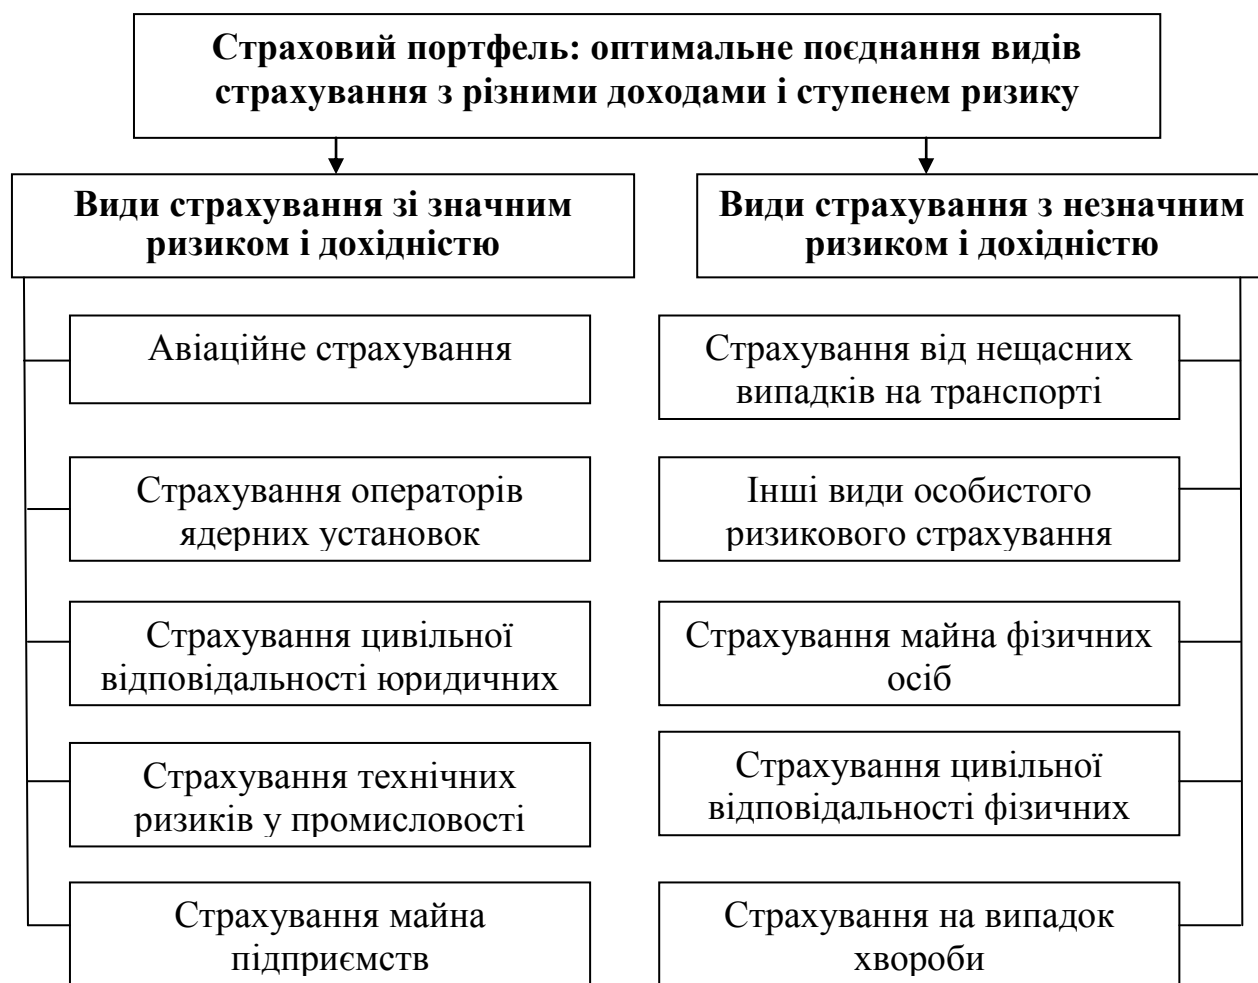 Страховий портфель: оптимальне поєднання видів
страхування з різними доходами і ступенем ризику
Види страхування зі значним
ризиком і дохідністю
Види страхування з незначним
ризиком і дохідністю
Авіаційне страхування
Страхування від нещасних
випадків на транспорті
Страхування операторів
ядерних установок
Інші види особистого
ризикового страхування
Страхування цивільної
відповідальності юридичних
Страхування майна фізичних
осіб
Страхування технічних
ризиків у промисловості
Страхування цивільної
відповідальності фізичних
Страхування майна
підприємств
Страхування на випадок
хвороби